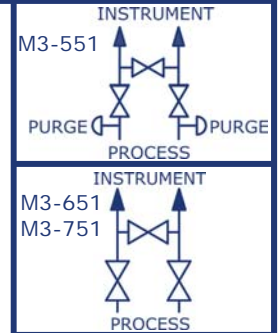 INSTRUMENT
M3-551
PURGE PURGE
PROCESS
INSTRUMENT
M3-651
M3-751
PROCESS